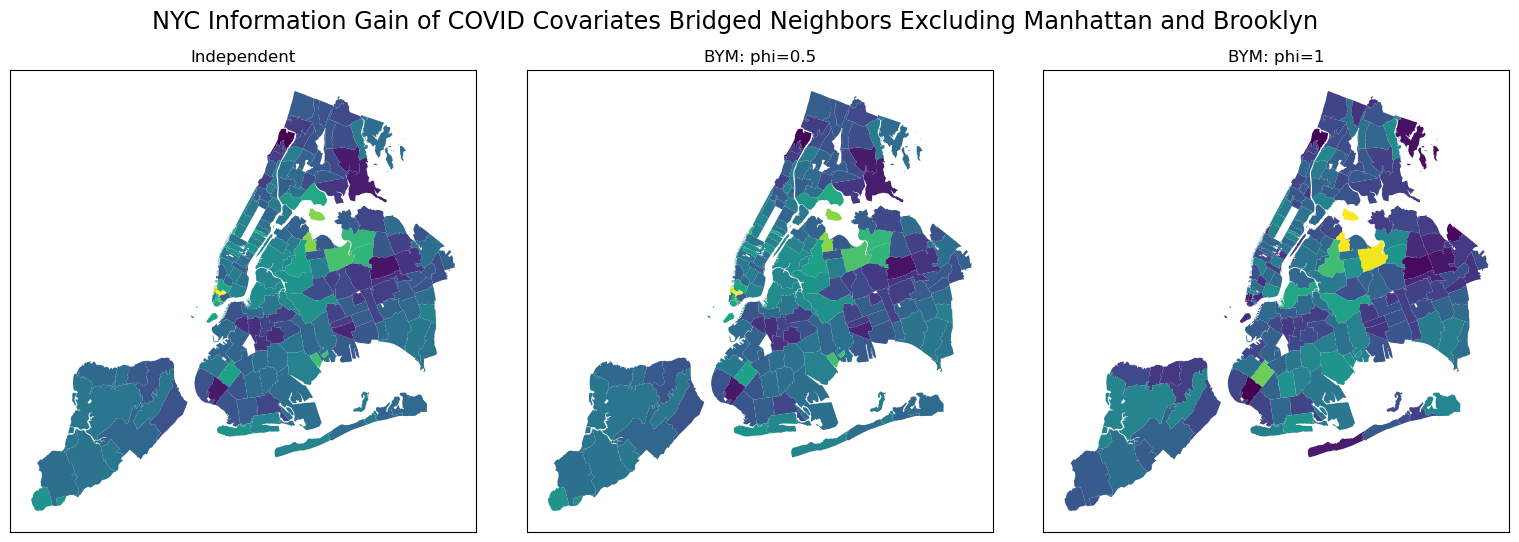 NYC Information Gain of COVID Covariates Bridged Neighbors Excluding Manhattan and Brooklyn
Independent
BYM: phi=0.5
BYM: phi=1